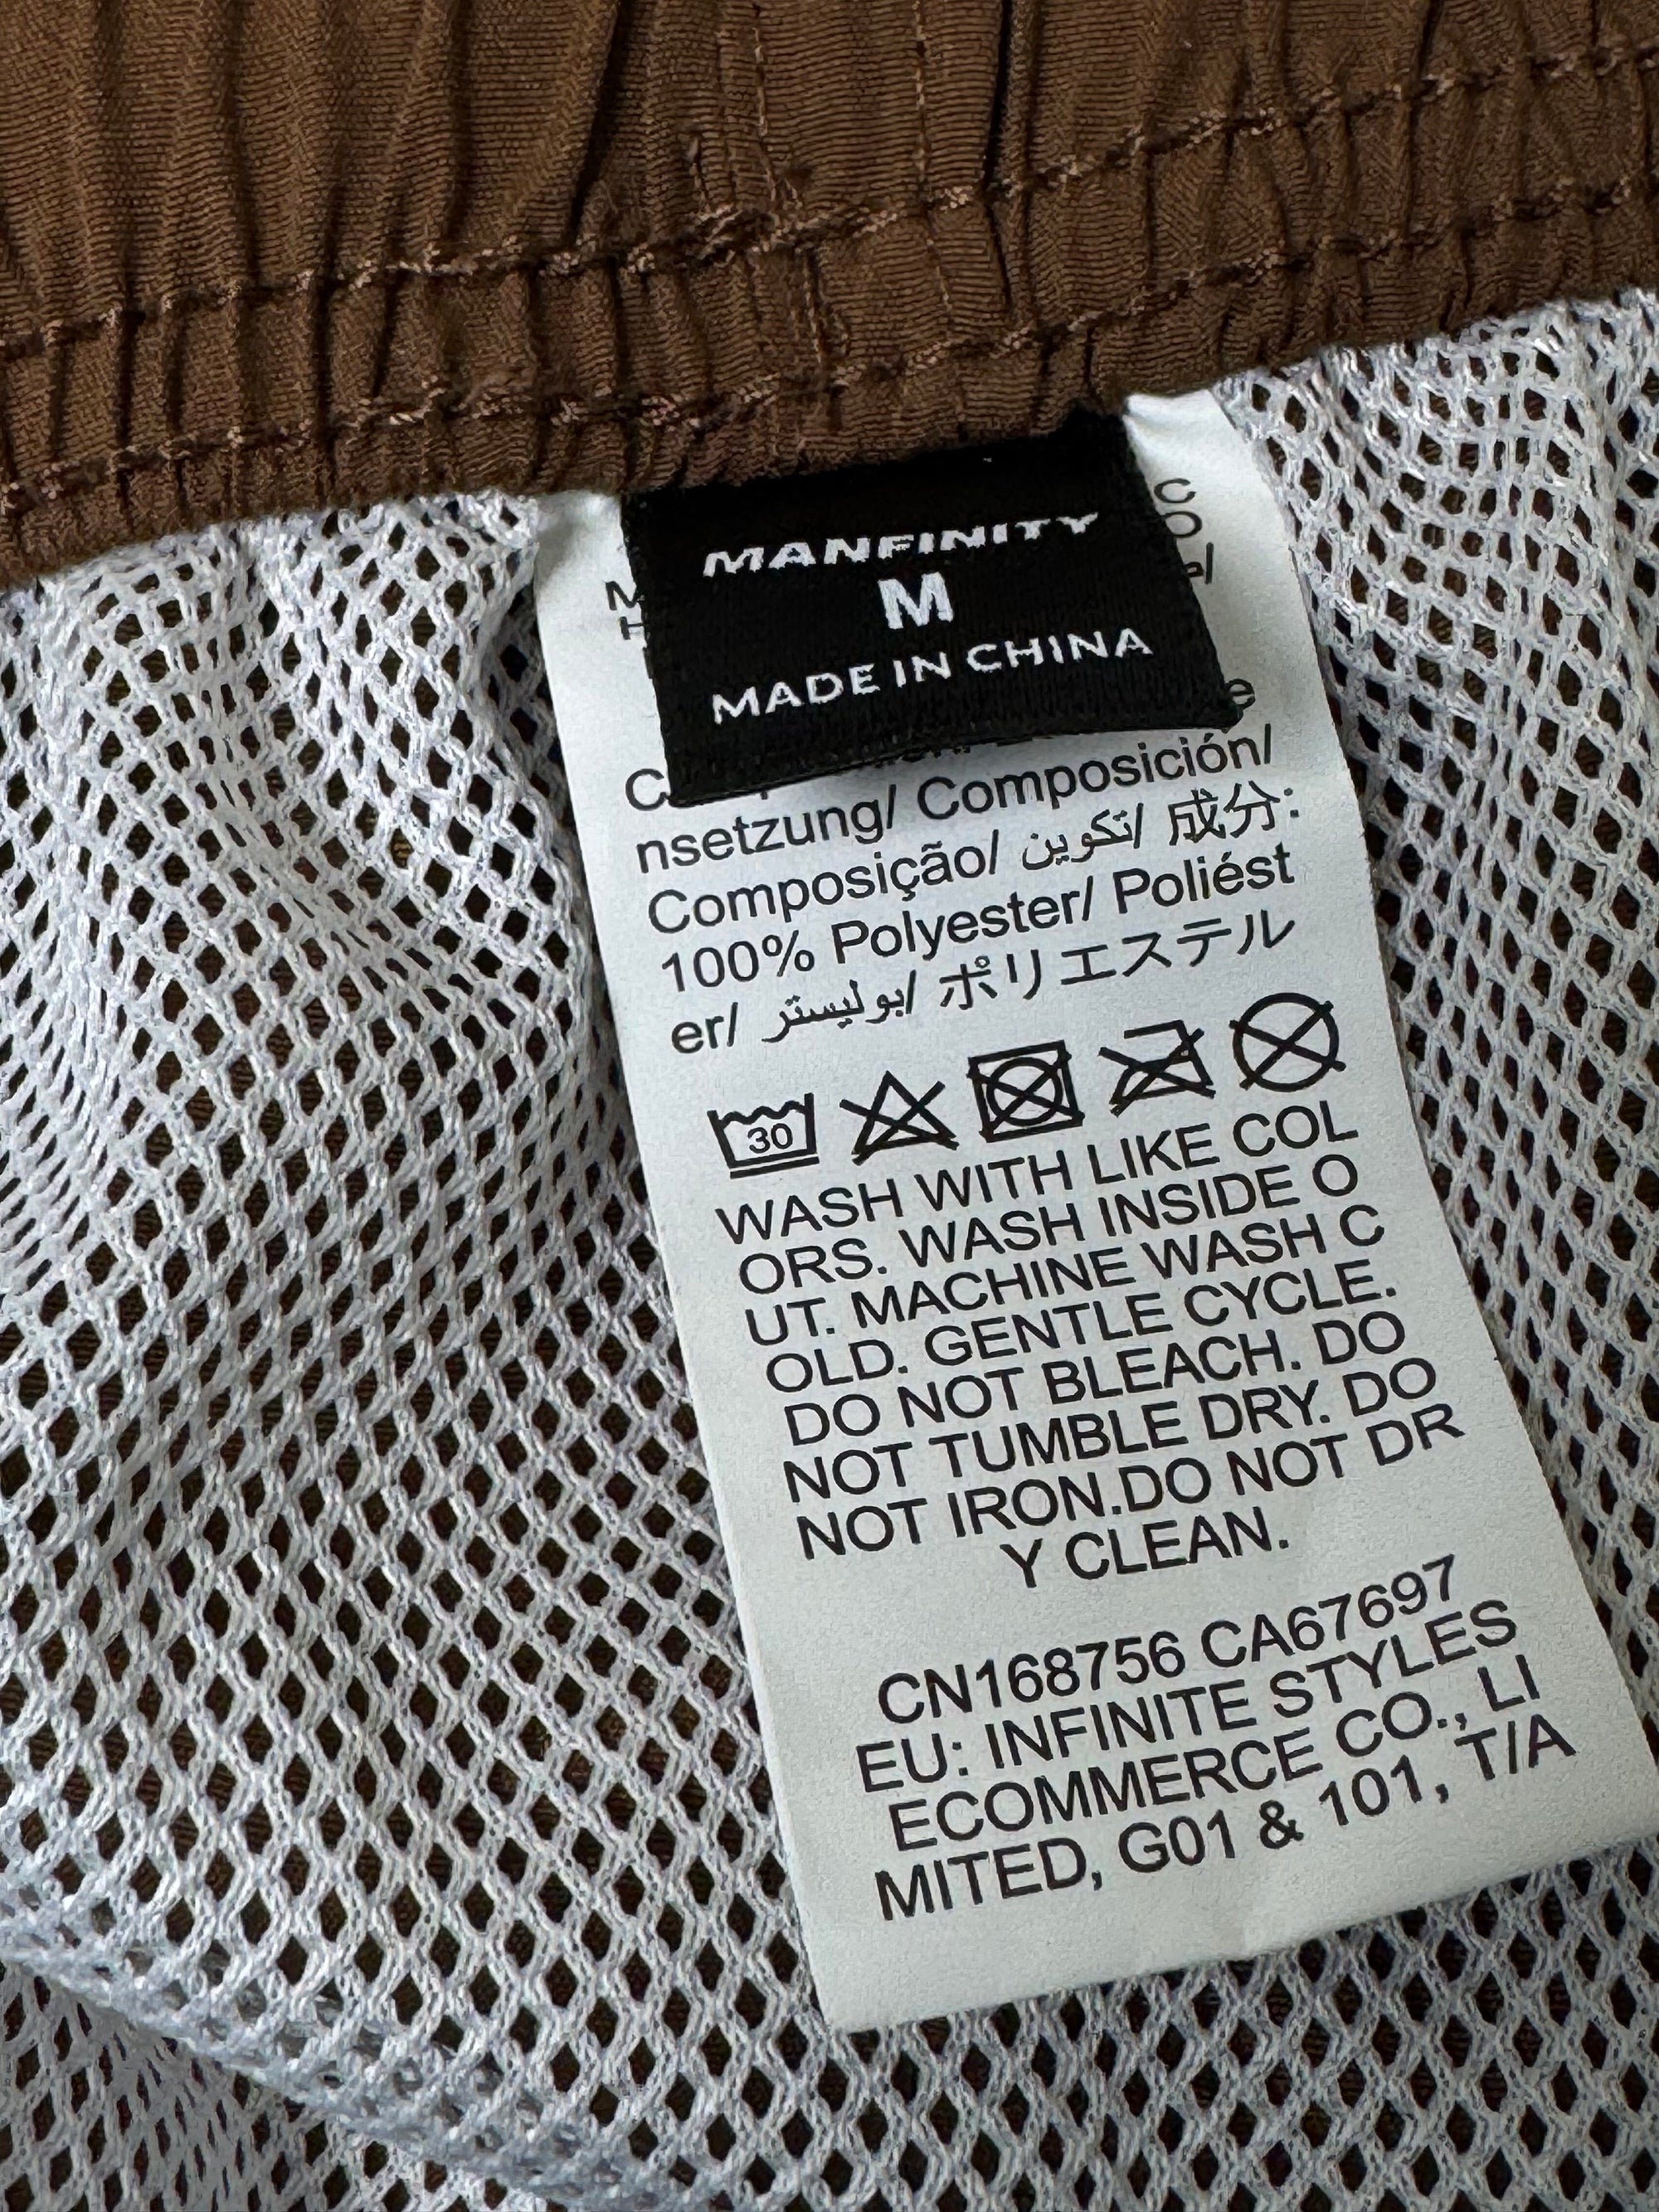 MANFINITY
M
MADE IN CHINA
nsetzung/ Composición/
Composição/ تكوين/ 成分:
100% Polyester/ Poliést
er/ بوليستر/ ポリエステル
30
WASH WITH LIKE COL
ORS. WASH INSIDE O
UT. MACHINE WASH C
OLD. GENTLE CYCLE.
DO NOT BLEACH. DO
NOT TUMBLE DRY. DO
NOT IRON.DO NOT DR
Y CLEAN.
CN168756 CA67697
EU: INFINITE STYLES
ECOMMERCE CO., LI
MITED, G01 & 101, T/A